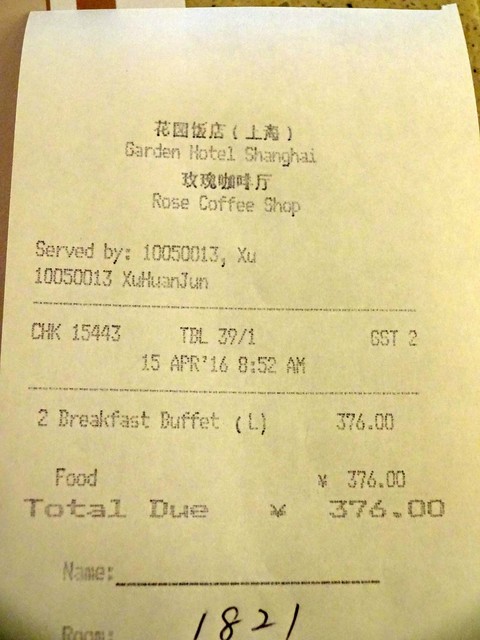 花园饭店(上海)
Garden Hotel Shanghai
玫瑰咖啡厅
Rose Coffee Shop
Served by: 10050013, Xu
10050013 XuHuanJun
CHK 15443 TBL 39/1 GST 2
15 APR'16 8:52 AM
2 Breakfast Buffet (L) 376.00
Food ¥ 376.00
Total Due ¥ 376.00
Name:
Room: 1821